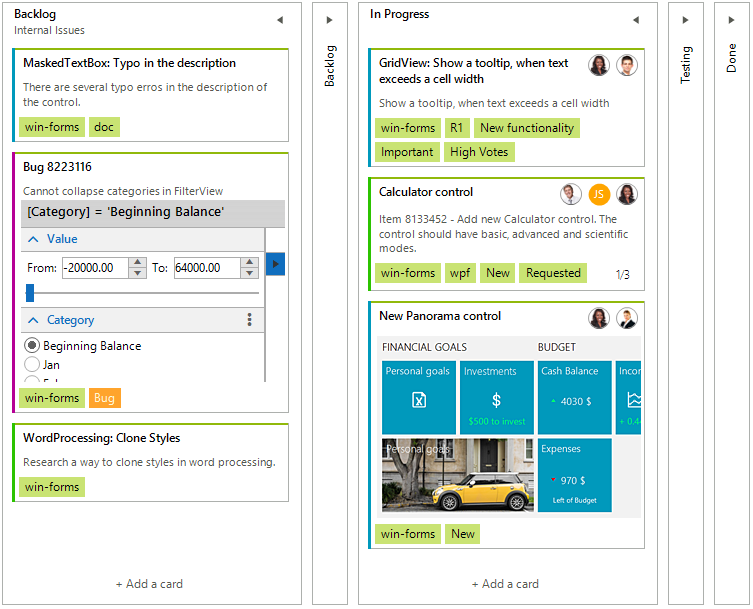 Backlog
Internal Issues
MaskedTextBox: Typo in the description
There are several typo erros in the description of
the control.
win-forms doc
Bug 8223116
Cannot collapse categories in FilterView
[Category] = 'Beginning Balance'
Value
From: -20000.00 To: 64000.00
Category
Beginning Balance
Jan
win-forms Bug
WordProcessing: Clone Styles
Research a way to clone styles in word processing.
win-forms
+ Add a card
Backlog
In Progress
GridView: Show a tooltip, when text
exceeds a cell width
Show a tooltip, when text exceeds a cell width
win-forms R1 New functionality
Important High Votes
Calculator control
JS
Item 8133452 - Add new Calculator control. The
control should have basic, advanced and scientific
modes.
win-forms wpf New Requested 1/3
New Panorama control
FINANCIAL GOALS BUDGET
Personal goals Investments Cash Balance Incor
$ 4030 $
$500 to invest + 0.4
Personal goals Expenses
970 $
Left of Budget
win-forms New
+ Add a card
Testing
Done